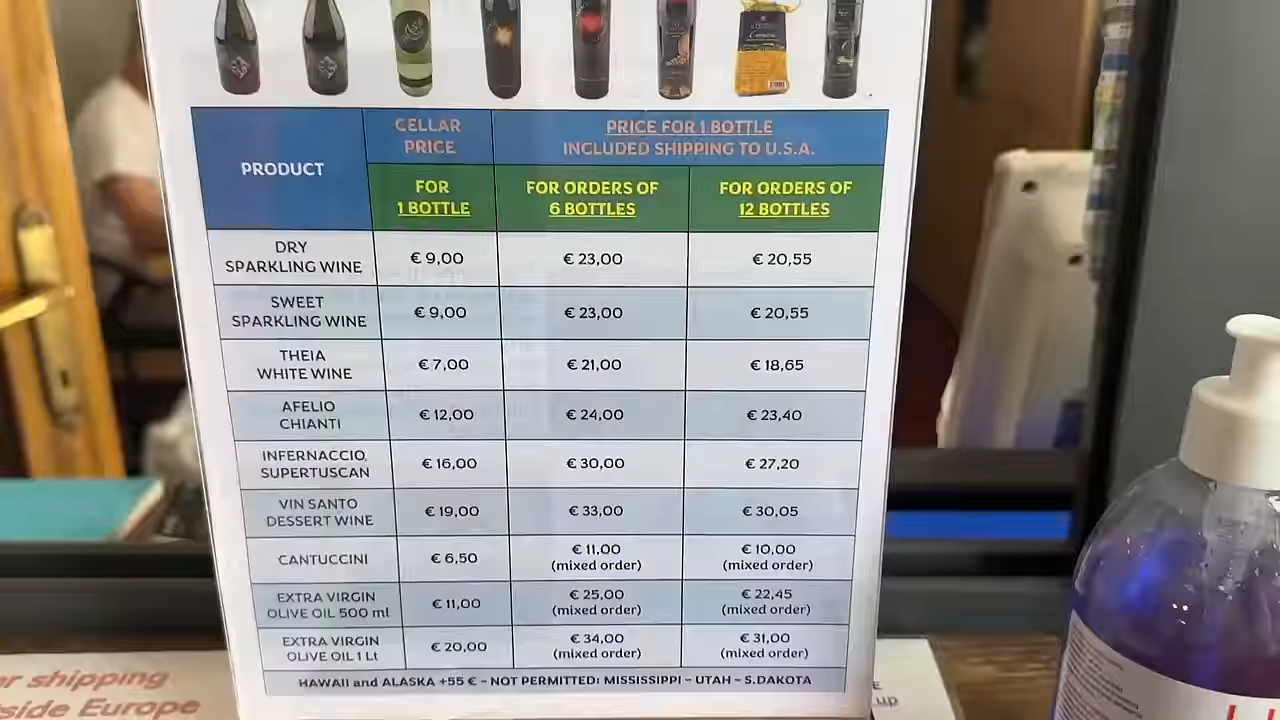 PRODUCT
CELLAR
PRICE
PRICE FOR 1 BOTTLE
INCLUDED SHIPPING TO U.S.A.
FOR
1 BOTTLE
FOR ORDERS OF
6 BOTTLES
FOR ORDERS OF
12 BOTTLES
DRY
SPARKLING WINE
€ 9,00
€ 23,00
€ 20,55
SWEET
SPARKLING WINE
€ 9,00
€ 23,00
€ 20,55
THEIA
WHITE WINE
€ 7,00
€ 21,00
€ 18,65
AFELIO
CHIANTI
€ 12,00
€ 24,00
€ 23,40
INFERNACCIO
SUPERTUSCAN
€ 16,00
€ 30,00
€ 27,20
VIN SANTO
DESSERT WINE
€ 19,00
€ 33,00
€ 30,05
CANTUCCINI
€ 6,50
€ 11,00
(mixed order)
€ 10,00
(mixed order)
EXTRA VIRGIN
OLIVE OIL 500 ml
€ 11,00
€ 25,00
(mixed order)
€ 22,45
(mixed order)
EXTRA VIRGIN
OLIVE OIL 1 Lt
€ 20,00
€ 34,00
(mixed order)
€ 31,00
(mixed order)
HAWAII and ALASKA +55 € - NOT PERMITTED: MISSISSIPPI - UTAH - S.DAKOTA
shipping
Europe
up